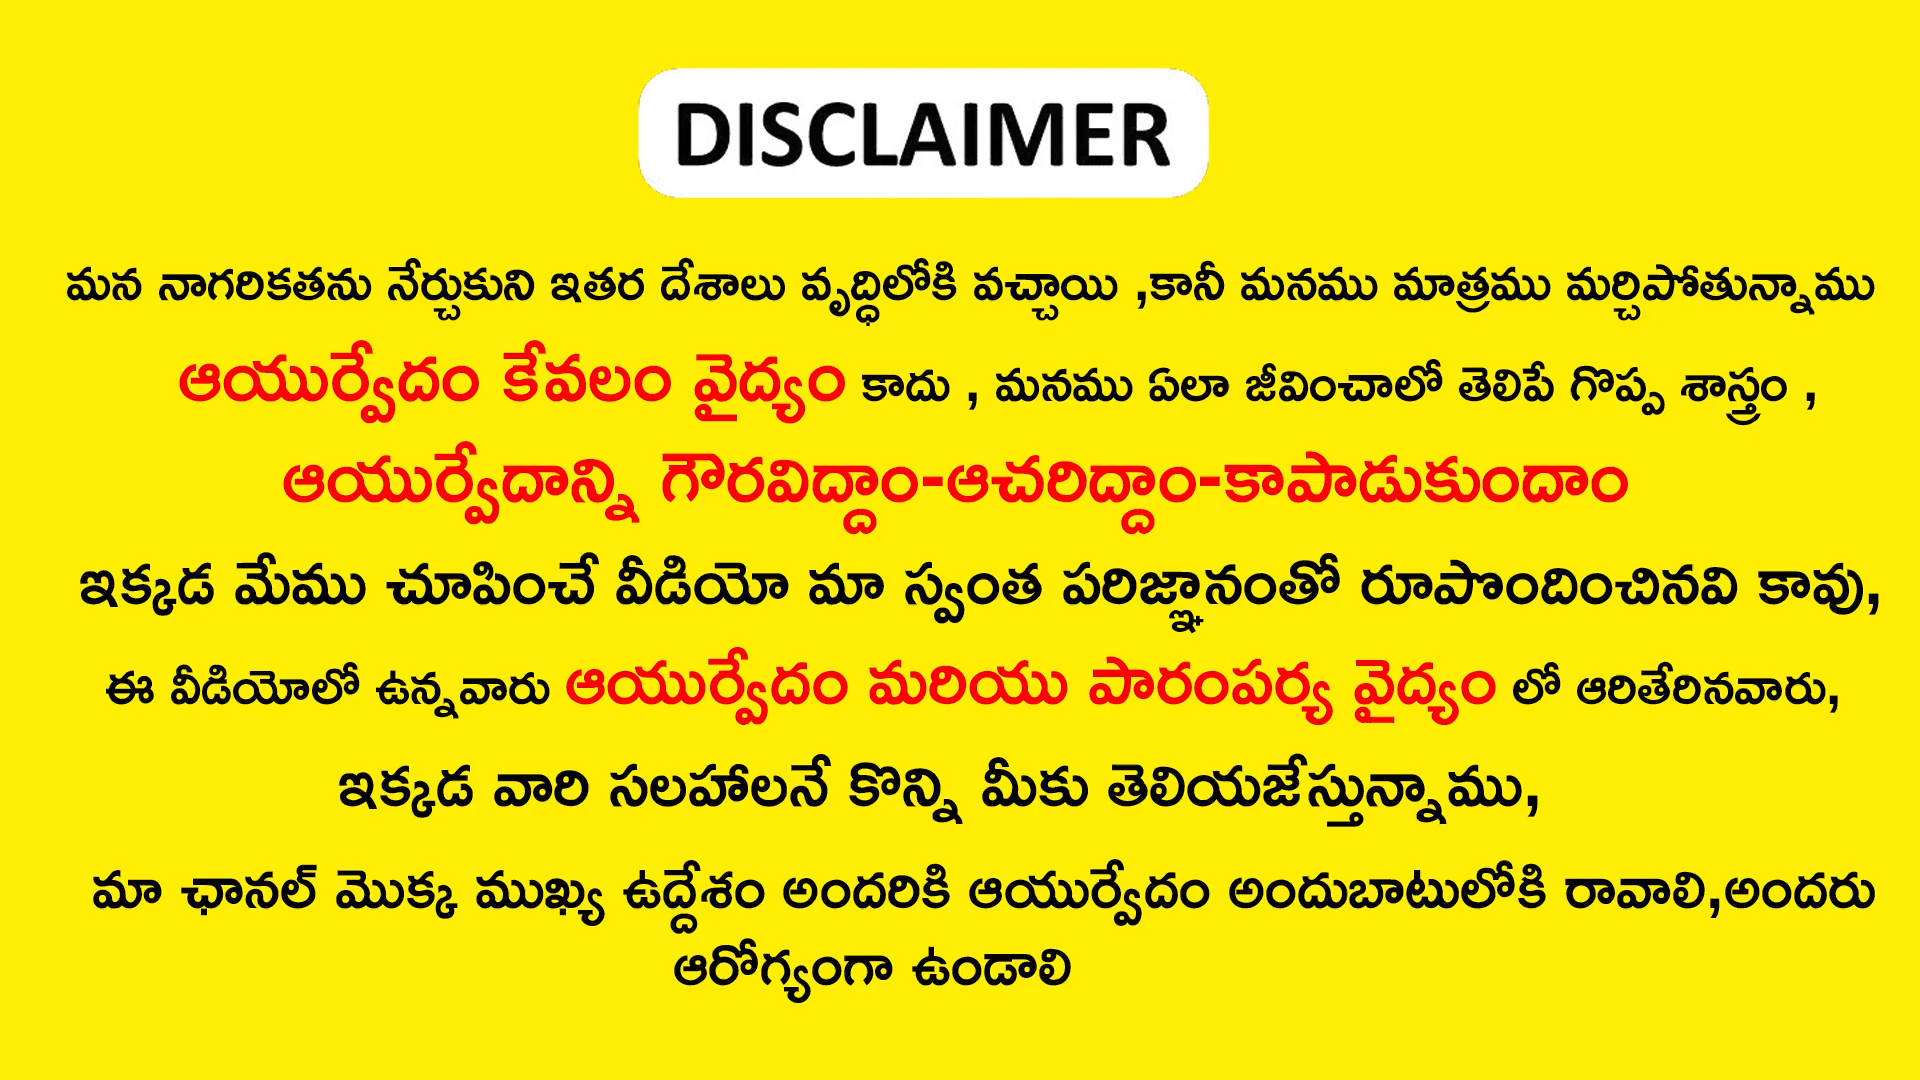 DISCLAIMER
మన నాగరికతను నేర్చుకుని ఇతర దేశాలు వృద్ధిలోకి వచ్చాయి ,కానీ మనము మాత్రము మర్చిపోతున్నాము
ఆయుర్వేదం కేవలం వైద్యం కాదు , మనము ఏలా జీవించాలో తెలిపే గొప్ప శాస్త్రం ,
ఆయుర్వేదాన్ని గౌరవిద్దాం-ఆచరిద్దాం-కాపాడుకుందాం
ఇక్కడ మేము చూపించే వీడియో మా స్వంత పరిజ్ఞానంతో రూపొందించినవి కావు,
ఈ వీడియోలో ఉన్నవారు ఆయుర్వేదం మరియు పారంపర్య వైద్యం లో ఆరితేరినవారు,
ఇక్కడ వారి సలహాలనే కొన్ని మీకు తెలియజేస్తున్నాము,
మా ఛానల్ మొక్క ముఖ్య ఉద్దేశం అందరికి ఆయుర్వేదం అందుబాటులోకి రావాలి,అందరు
ఆరోగ్యంగా ఉండాలి